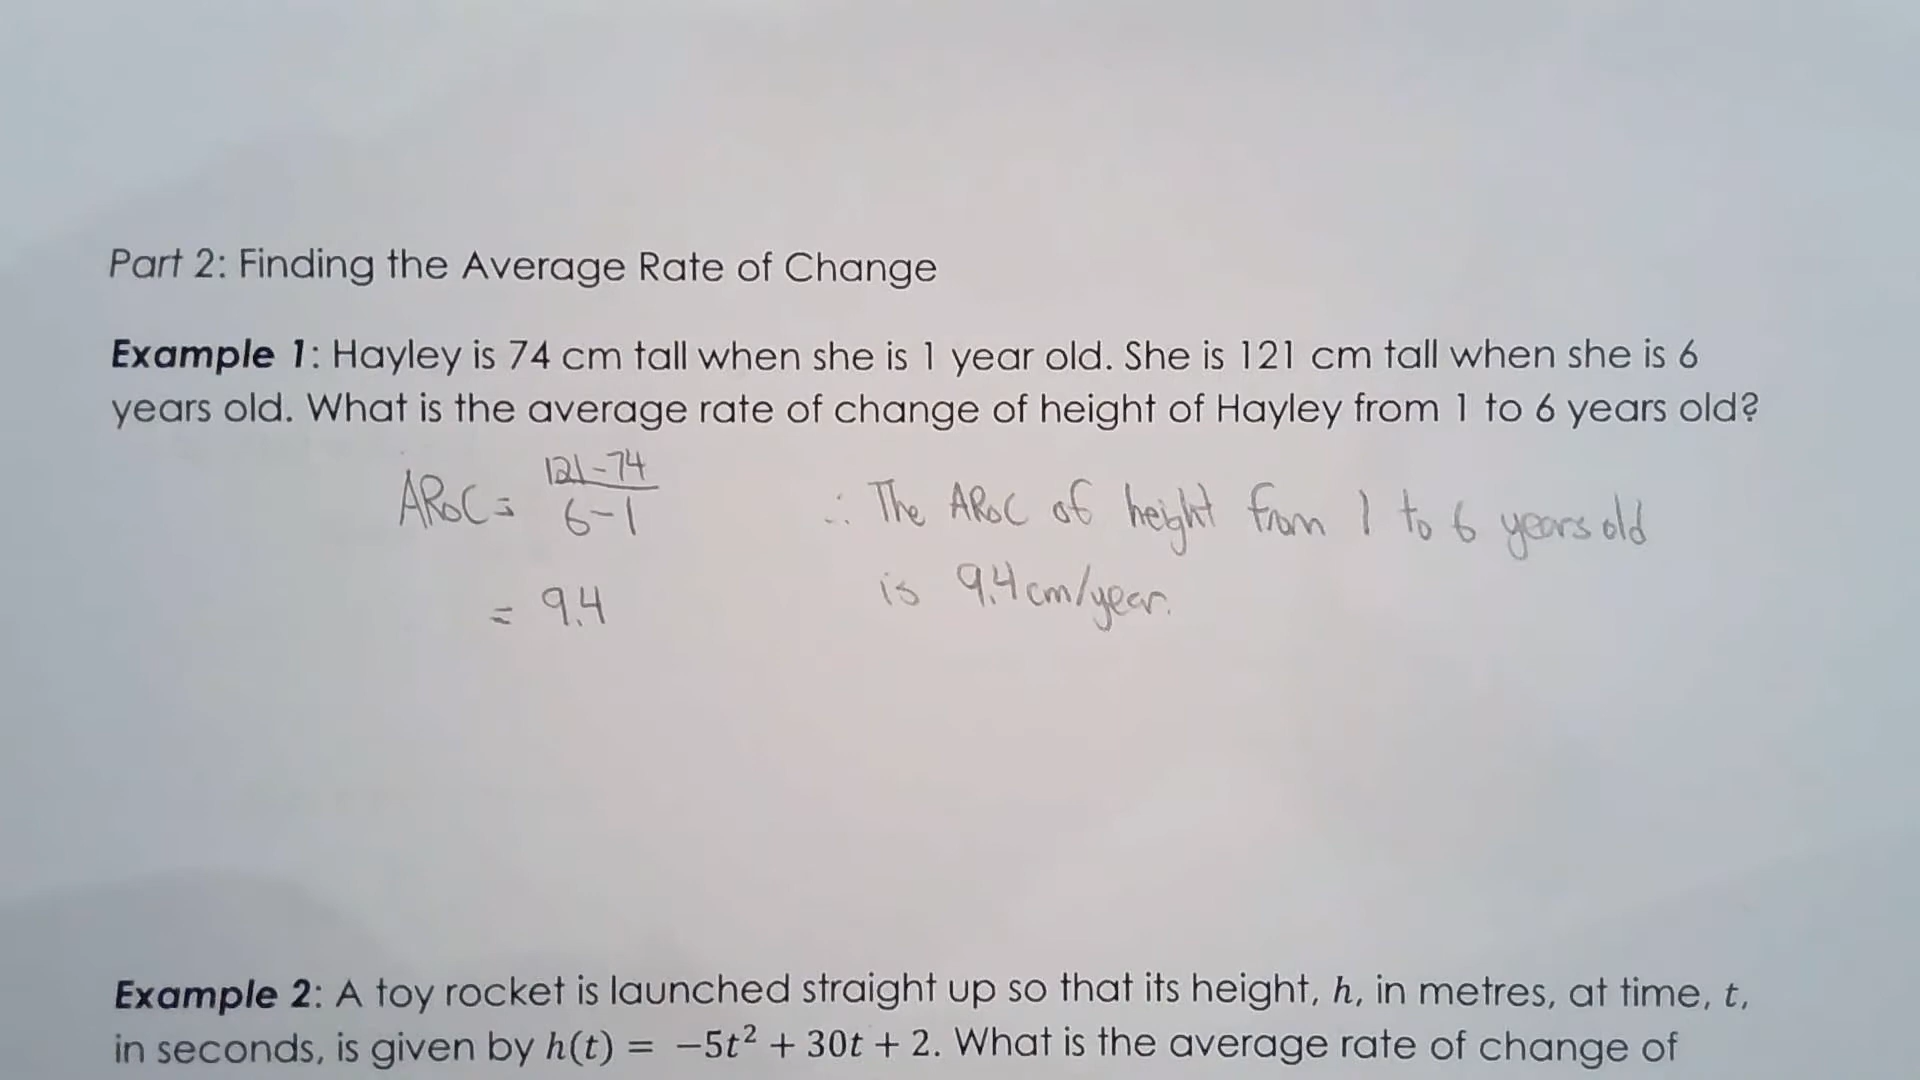 Part 2: Finding the Average Rate of Change
Example 1: Hayley is 74 cm tall when she is 1 year old. She is 121 cm tall when she is 6
years old. What is the average rate of change of height of Hayley from 1 to 6 years old?
ARoC = 121-74
6-1
= 9.4
∴ The ARoC of height from 1 to 6 years old
is 9.4 cm/year.
Example 2: A toy rocket is launched straight up so that its height, h, in metres, at time, t,
in seconds, is given by h(t) = −5t² + 30t + 2. What is the average rate of change of